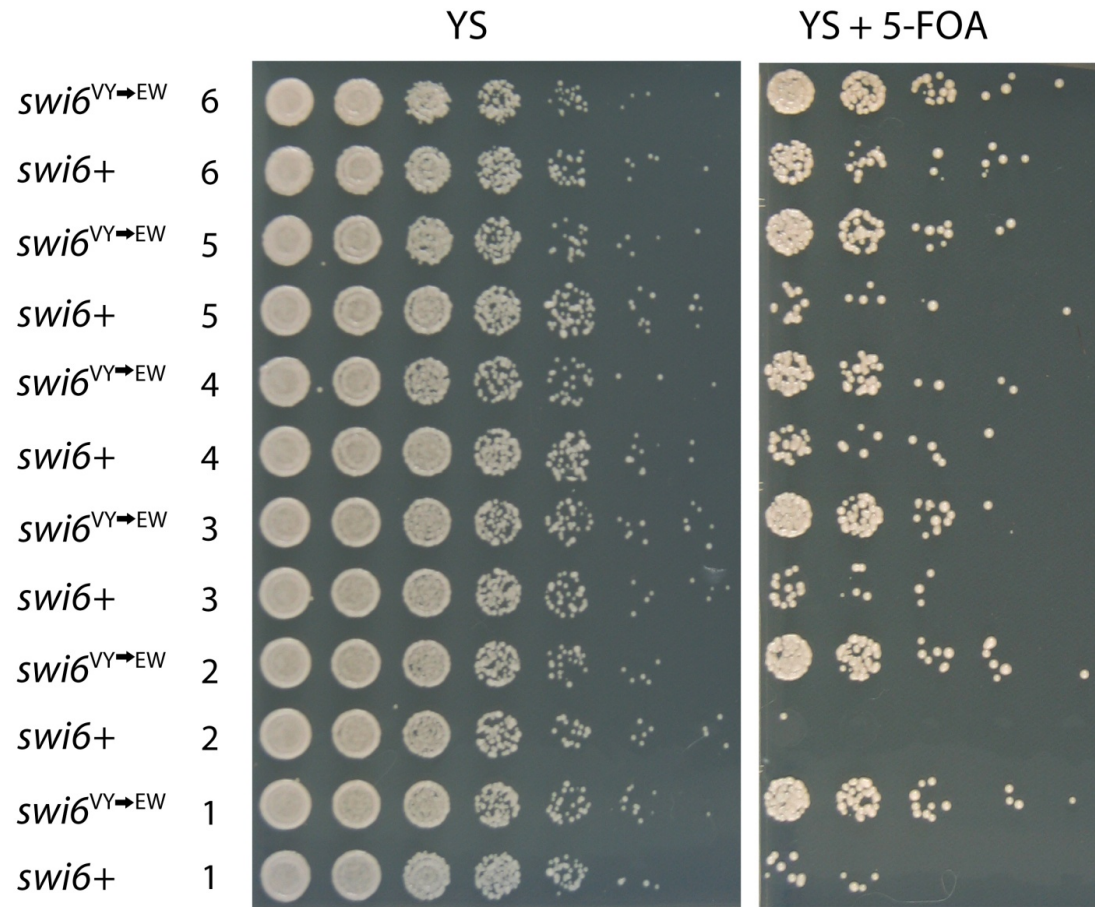 YS YS + 5-FOA
swi6VY➡EW 6
swi6+ 6
swi6VY➡EW 5
swi6+ 5
swi6VY➡EW 4
swi6+ 4
swi6VY➡EW 3
swi6+ 3
swi6VY➡EW 2
swi6+ 2
swi6VY➡EW 1
swi6+ 1